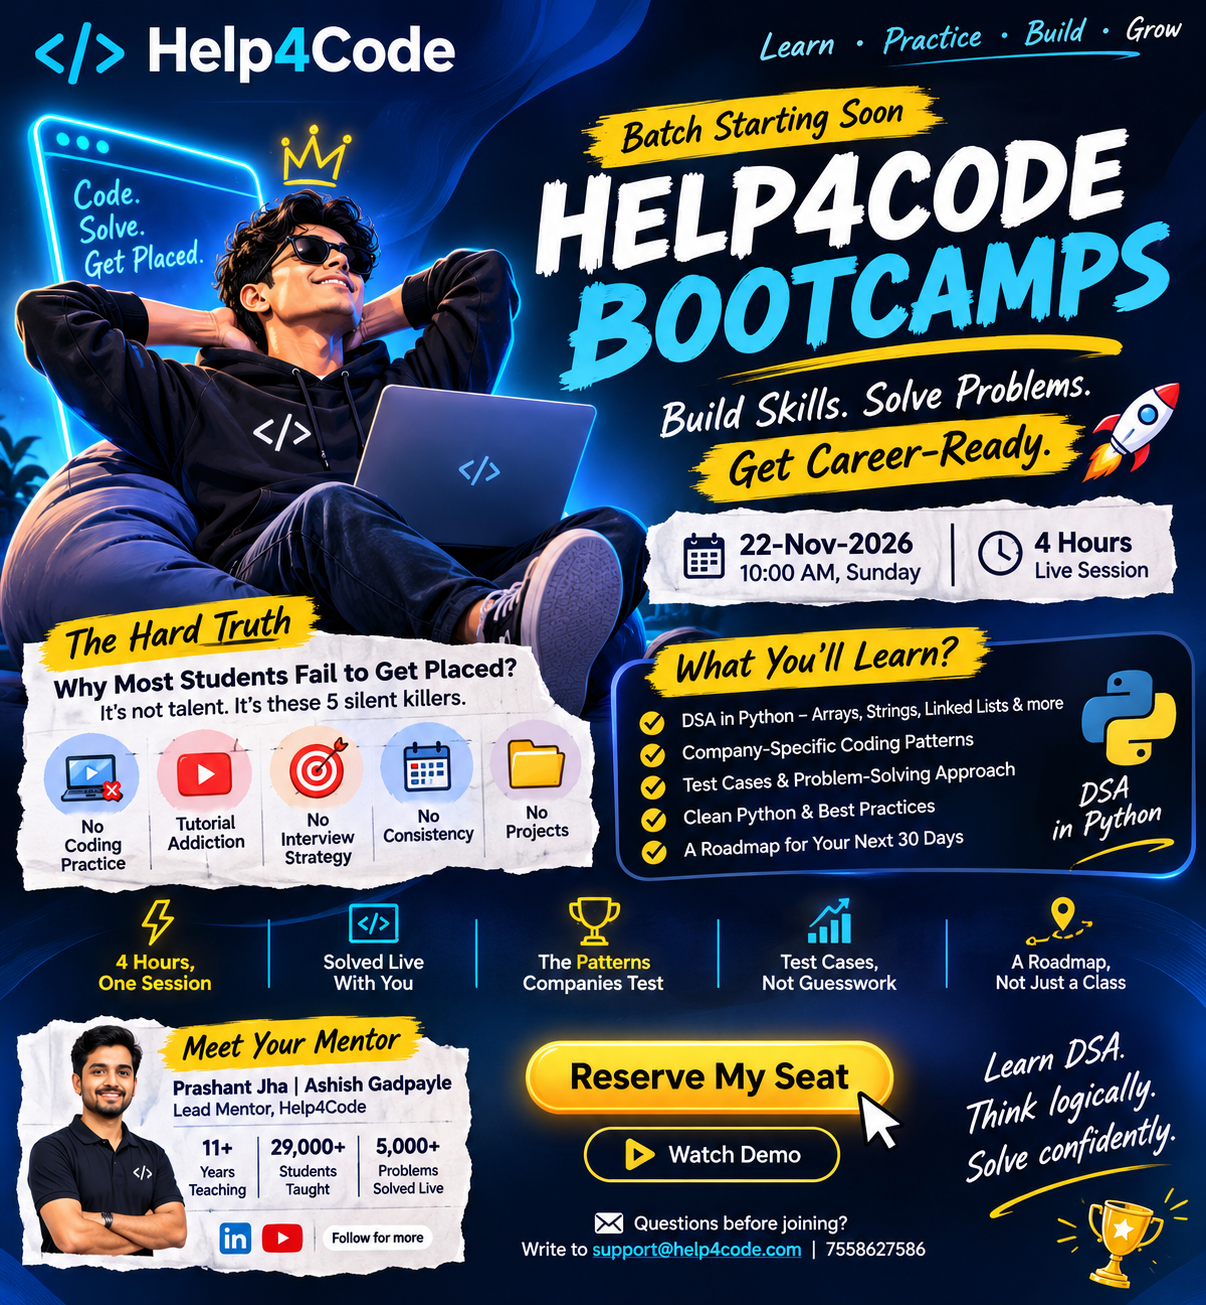 </> Help4Code
Learn • Practice • Build • Grow
Code.
Solve.
Get Placed.
Batch Starting Soon
HELP4CODE
BOOTCAMPS
Build Skills. Solve Problems.
Get Career-Ready.
</>
</>
22-Nov-2026
10:00 AM, Sunday
4 Hours
Live Session
The Hard Truth
Why Most Students Fail to Get Placed?
It's not talent. It's these 5 silent killers.
No
Coding
Practice
Tutorial
Addiction
No
Interview
Strategy
No
Consistency
No
Projects
What You'll Learn?
DSA in Python – Arrays, Strings, Linked Lists & more
Company-Specific Coding Patterns
Test Cases & Problem-Solving Approach
Clean Python & Best Practices
A Roadmap for Your Next 30 Days
DSA
in Python
4 Hours,
One Session
</>
Solved Live
With You
The Patterns
Companies Test
Test Cases,
Not Guesswork
A Roadmap,
Not Just a Class
Meet Your Mentor
Prashant Jha | Ashish Gadpayle
Lead Mentor, Help4Code
</>
11+
Years
Teaching
29,000+
Students
Taught
5,000+
Problems
Solved Live
in
Follow for more
Reserve My Seat
Watch Demo
Questions before joining?
Write to support@help4code.com | 7558627586
Learn DSA.
Think logically.
Solve confidently.